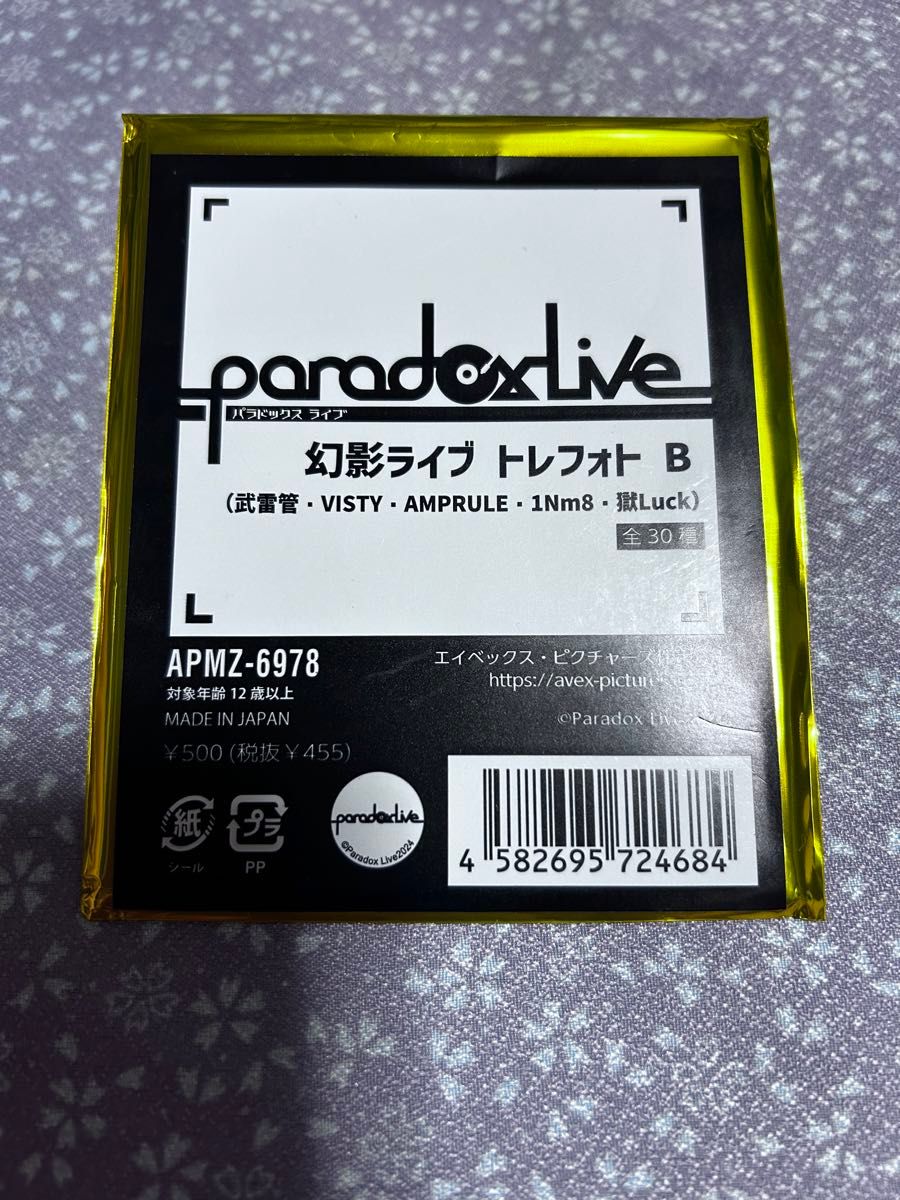 paradox Live
パラドックス ライブ
幻影ライブ トレフォト B
(武雷管・VISTY・AMPRULE・1Nm8・獄Luck)
全30種
APMZ-6978
対象年齢12歳以上
MADE IN JAPAN
¥500(税抜¥455)
エイベックス・ピクチャーズ
https://avex-picture
©Paradox Live
紙
シール
プラ
PP
paradox Live
©Paradox Live2024
4 582695 724684